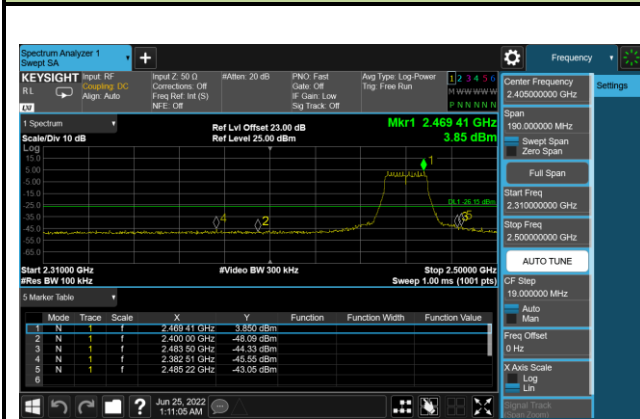 Spectrum Analyzer 1
Swept SA
+
Frequency
KEYSIGHT
RL
LXI
Input: RF
Coupling: DC
Align: Auto
Input Z: 50 Ω
Corrections: Off
Freq Ref: Int (S)
NFE: Off
#Atten: 20 dB
PNO: Fast
Gate: Off
IF Gain: Low
Sig Track: Off
Avg Type: Log-Power
Trig: Free Run
1 2 3 4 5 6
M W W W W W
P N N N N N
1 Spectrum
Scale/Div 10 dB
Ref Lvl Offset 23.00 dB
Ref Level 25.00 dBm
Mkr1 2.469 41 GHz
3.85 dBm
Log
15.0
5.00
-5.00
-15.0
-25.0
-35.0
-45.0
-55.0
-65.0
1
DL1 -26.15 dBm
4
2
Start 2.31000 GHz
#Res BW 100 kHz
#Video BW 300 kHz
Stop 2.50000 GHz
Sweep 1.00 ms (1001 pts)
5 Marker Table
Mode Trace Scale X Y Function Function Width Function Value
1 N 1 f 2.469 41 GHz 3.850 dBm
2 N 1 f 2.400 00 GHz -48.09 dBm
3 N 1 f 2.483 50 GHz -44.33 dBm
4 N 1 f 2.382 51 GHz -45.55 dBm
5 N 1 f 2.485 22 GHz -43.05 dBm
6
Jun 25, 2022
1:11:05 AM
?
Center Frequency
2.405000000 GHz
Settings
Span
190.000000 MHz
Swept Span
Zero Span
Full Span
Start Freq
2.310000000 GHz
Stop Freq
2.500000000 GHz
AUTO TUNE
CF Step
19.000000 MHz
Auto
Man
Freq Offset
0 Hz
X Axis Scale
Log
Lin
Signal Track
(Span Zoom)